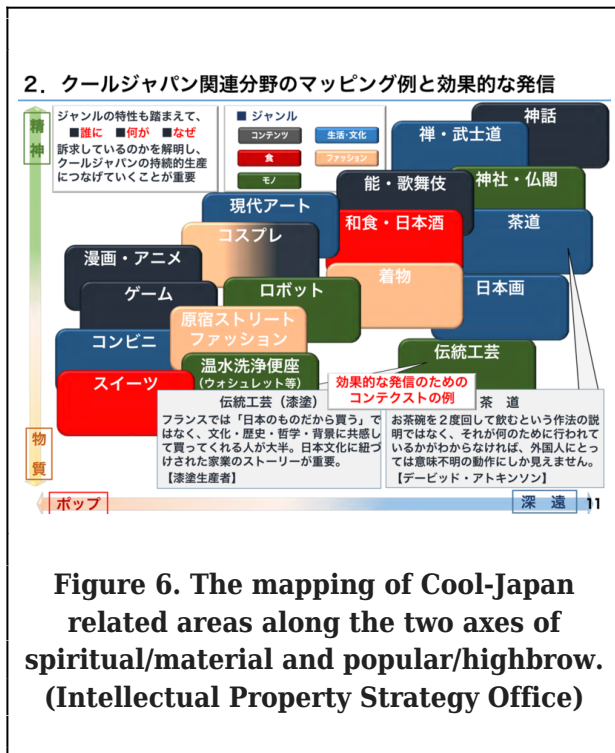 2．クールジャパン関連分野のマッピング例と効果的な発信
精神
ジャンルの特性も踏まえて、
■誰に ■何が ■なぜ
訴求しているのかを解明し、
クールジャパンの持続的生産
につなげていくことが重要
■ ジャンル
コンテンツ
生活・文化
食
ファッション
モノ
神話
禅・武士道
能・歌舞伎
神社・仏閣
現代アート
和食・日本酒
茶道
コスプレ
漫画・アニメ
着物
ゲーム
ロボット
日本画
原宿ストリート
ファッション
コンビニ
温水洗浄便座
（ウォシュレット等）
伝統工芸
スイーツ
効果的な発信のための
コンテクストの例
伝統工芸（漆塗）
フランスでは「日本のものだから買う」で
はなく、文化・歴史・哲学・背景に共感し
て買ってくれる人が大半。日本文化に紐づ
けされた家業のストーリーが重要。
【漆塗生産者】
茶 道
お茶碗を２度回して飲むという作法の説
明ではなく、それが何のために行われて
いるかがわからなければ、外国人にとっ
ては意味不明の動作にしか見えません。
【デービッド・アトキンソン】
物質
ポップ
深 遠
11
Figure 6. The mapping of Cool-Japan
related areas along the two axes of
spiritual/material and popular/highbrow.
(Intellectual Property Strategy Office)